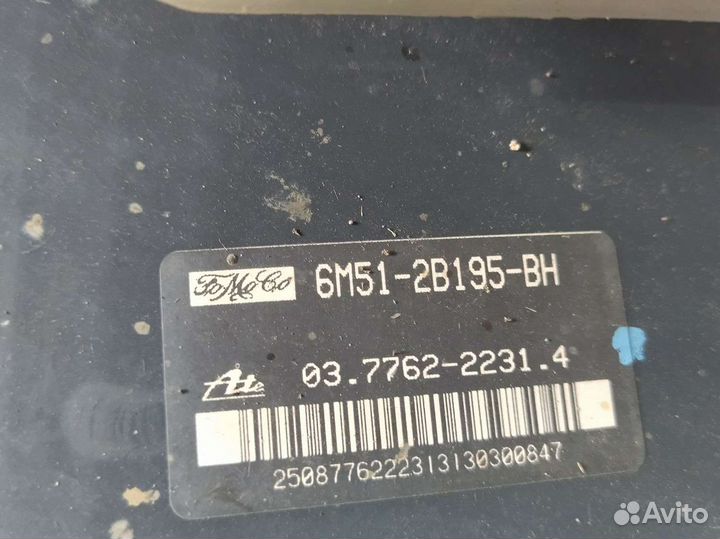 FoMoCo 6M51-2B195-BH
Ate 03.7762-2231.4
2508776222313130300847
Avito